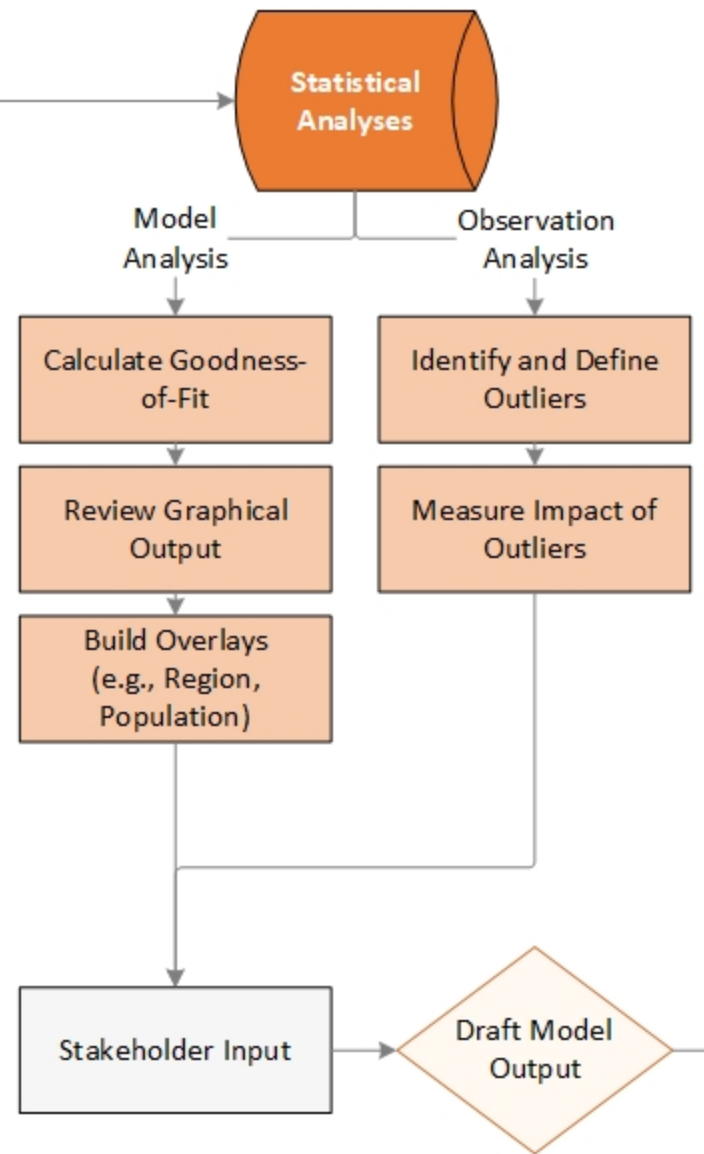 Statistical
Analyses
Model
Analysis
Observation
Analysis
Calculate Goodness-
of-Fit
Identify and Define
Outliers
Review Graphical
Output
Measure Impact of
Outliers
Build Overlays
(e.g., Region,
Population)
Stakeholder Input
Draft Model
Output